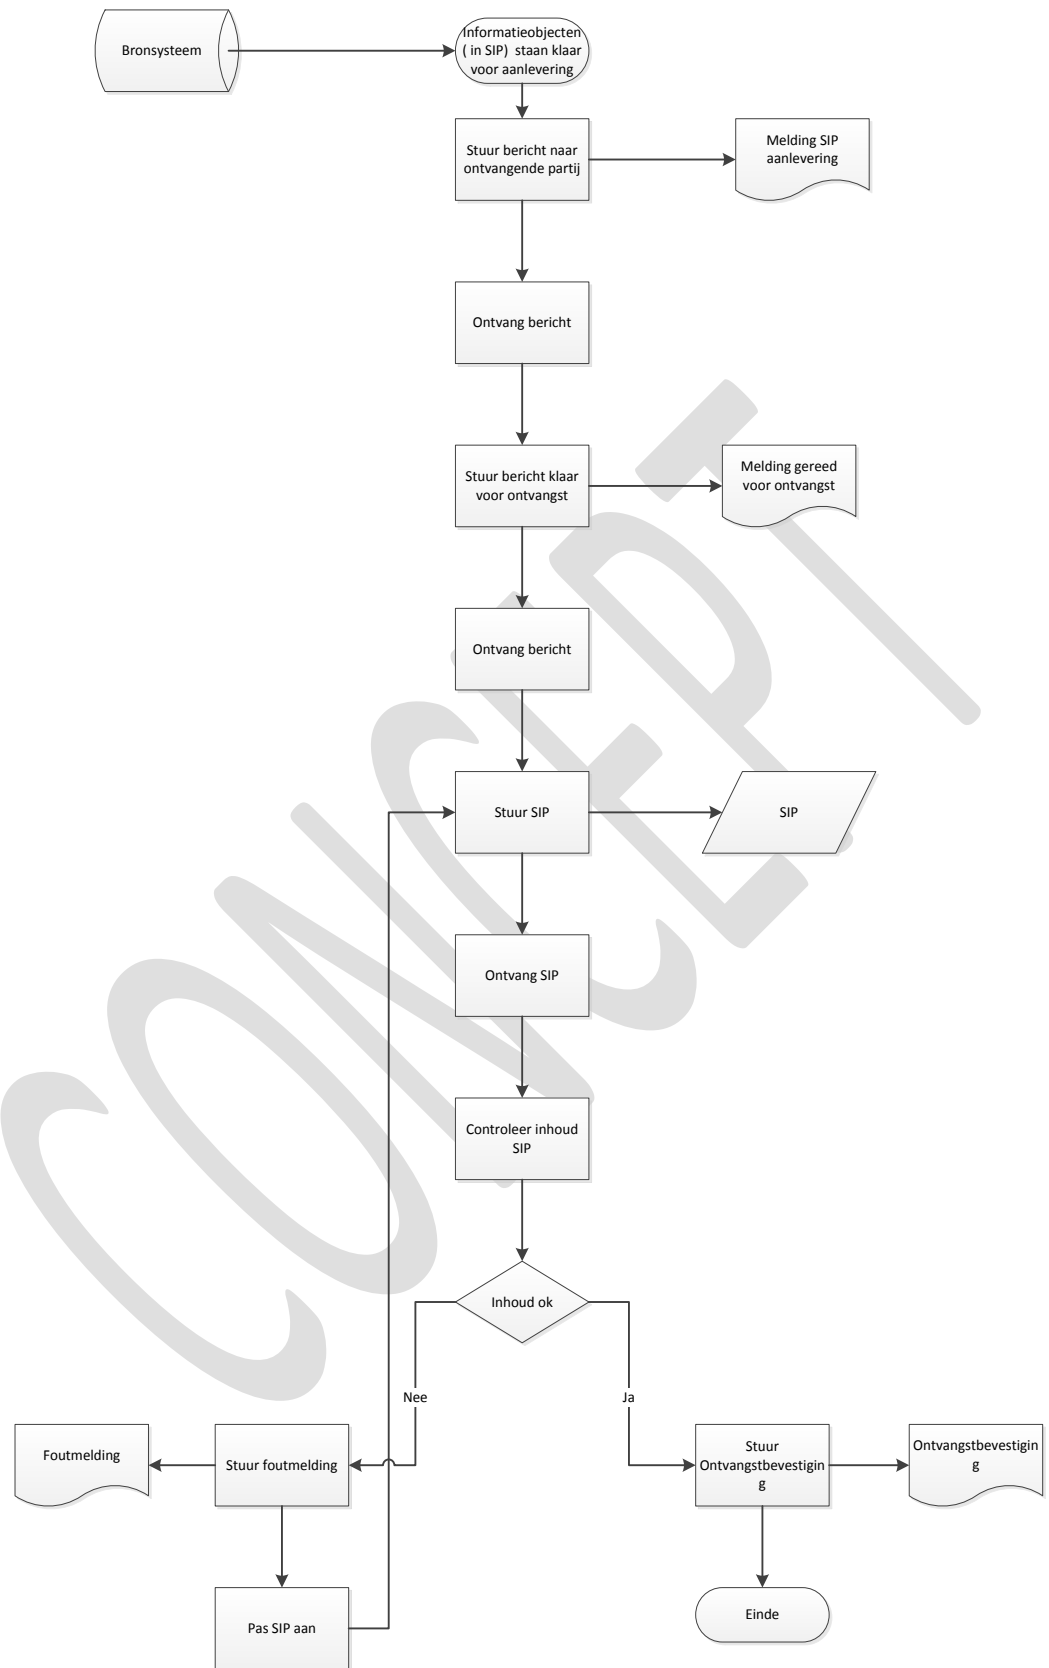 Bronsysteem
Informatieobjecten
( in SIP)  staan klaar
voor aanlevering
Stuur bericht naar
ontvangende partij
Melding SIP
aanlevering
Ontvang bericht
Stuur bericht klaar
voor ontvangst
Melding gereed
voor ontvangst
Ontvang bericht
Stuur SIP
SIP
Ontvang SIP
Controleer inhoud
SIP
Inhoud ok
Nee
Ja
Foutmelding
Stuur foutmelding
Stuur
Ontvangstbevestigin
g
Ontvangstbevestigin
g
Pas SIP aan
Einde
CONCEPT